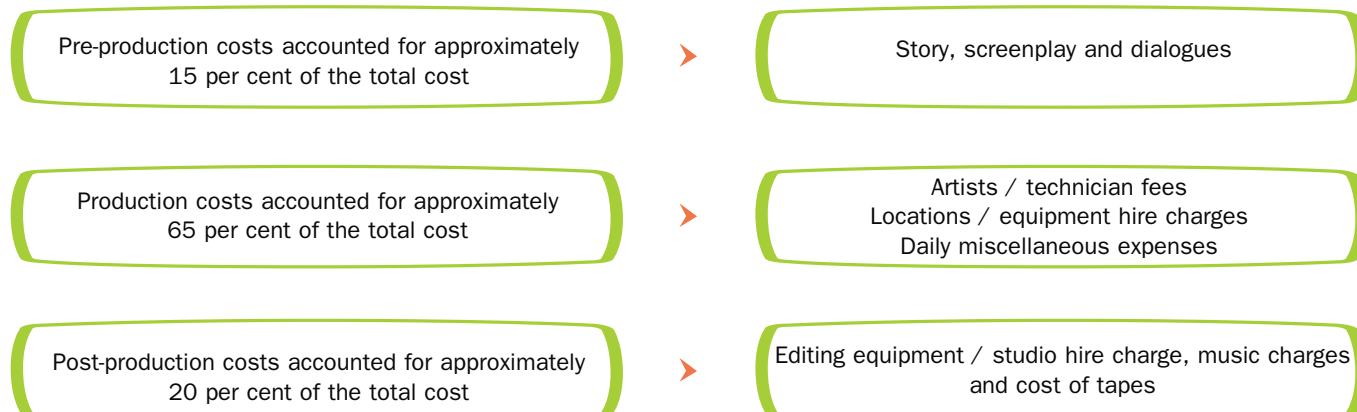 Pre-production costs accounted for approximately
15 per cent of the total cost
Story, screenplay and dialogues
Production costs accounted for approximately
65 per cent of the total cost
Artists / technician fees
Locations / equipment hire charges
Daily miscellaneous expenses
Post-production costs accounted for approximately
20 per cent of the total cost
Editing equipment / studio hire charge, music charges
and cost of tapes